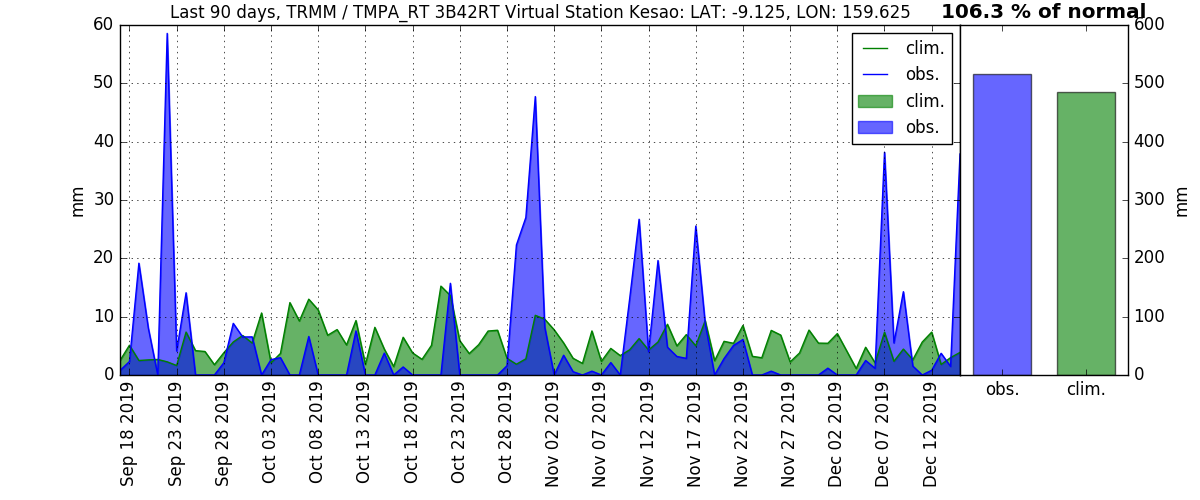 Last 90 days, TRMM / TMPA_RT 3B42RT Virtual Station Kesao: LAT: -9.125, LON: 159.625
106.3 % of normal
60
50
40
30
20
10
0
mm
clim.
obs.
clim.
obs.
600
500
400
300
200
100
0
mm
Sep 18 2019
Sep 23 2019
Sep 28 2019
Oct 03 2019
Oct 08 2019
Oct 13 2019
Oct 18 2019
Oct 23 2019
Oct 28 2019
Nov 02 2019
Nov 07 2019
Nov 12 2019
Nov 17 2019
Nov 22 2019
Nov 27 2019
Dec 02 2019
Dec 07 2019
Dec 12 2019
obs.
clim.